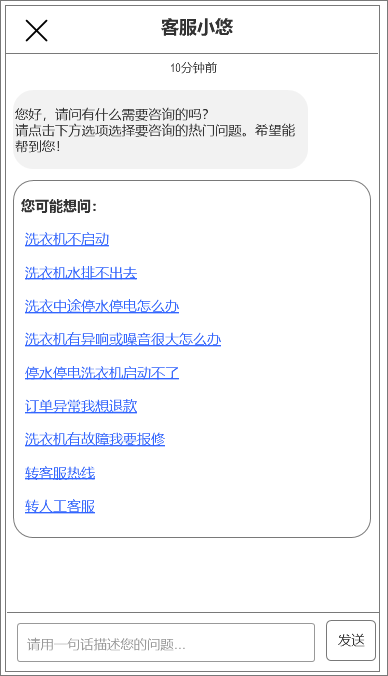 客服小悠
10分钟前
您好，请问有什么需要咨询的吗？
请点击下方选项选择要咨询的热门问题。希望能
帮到您！
您可能想问：
洗衣机不启动
洗衣机水排不出去
洗衣中途停水停电怎么办
洗衣机有异响或噪音很大怎么办
停水停电洗衣机启动不了
订单异常我想退款
洗衣机有故障我要报修
转客服热线
转人工客服
请用一句话描述您的问题...
发送